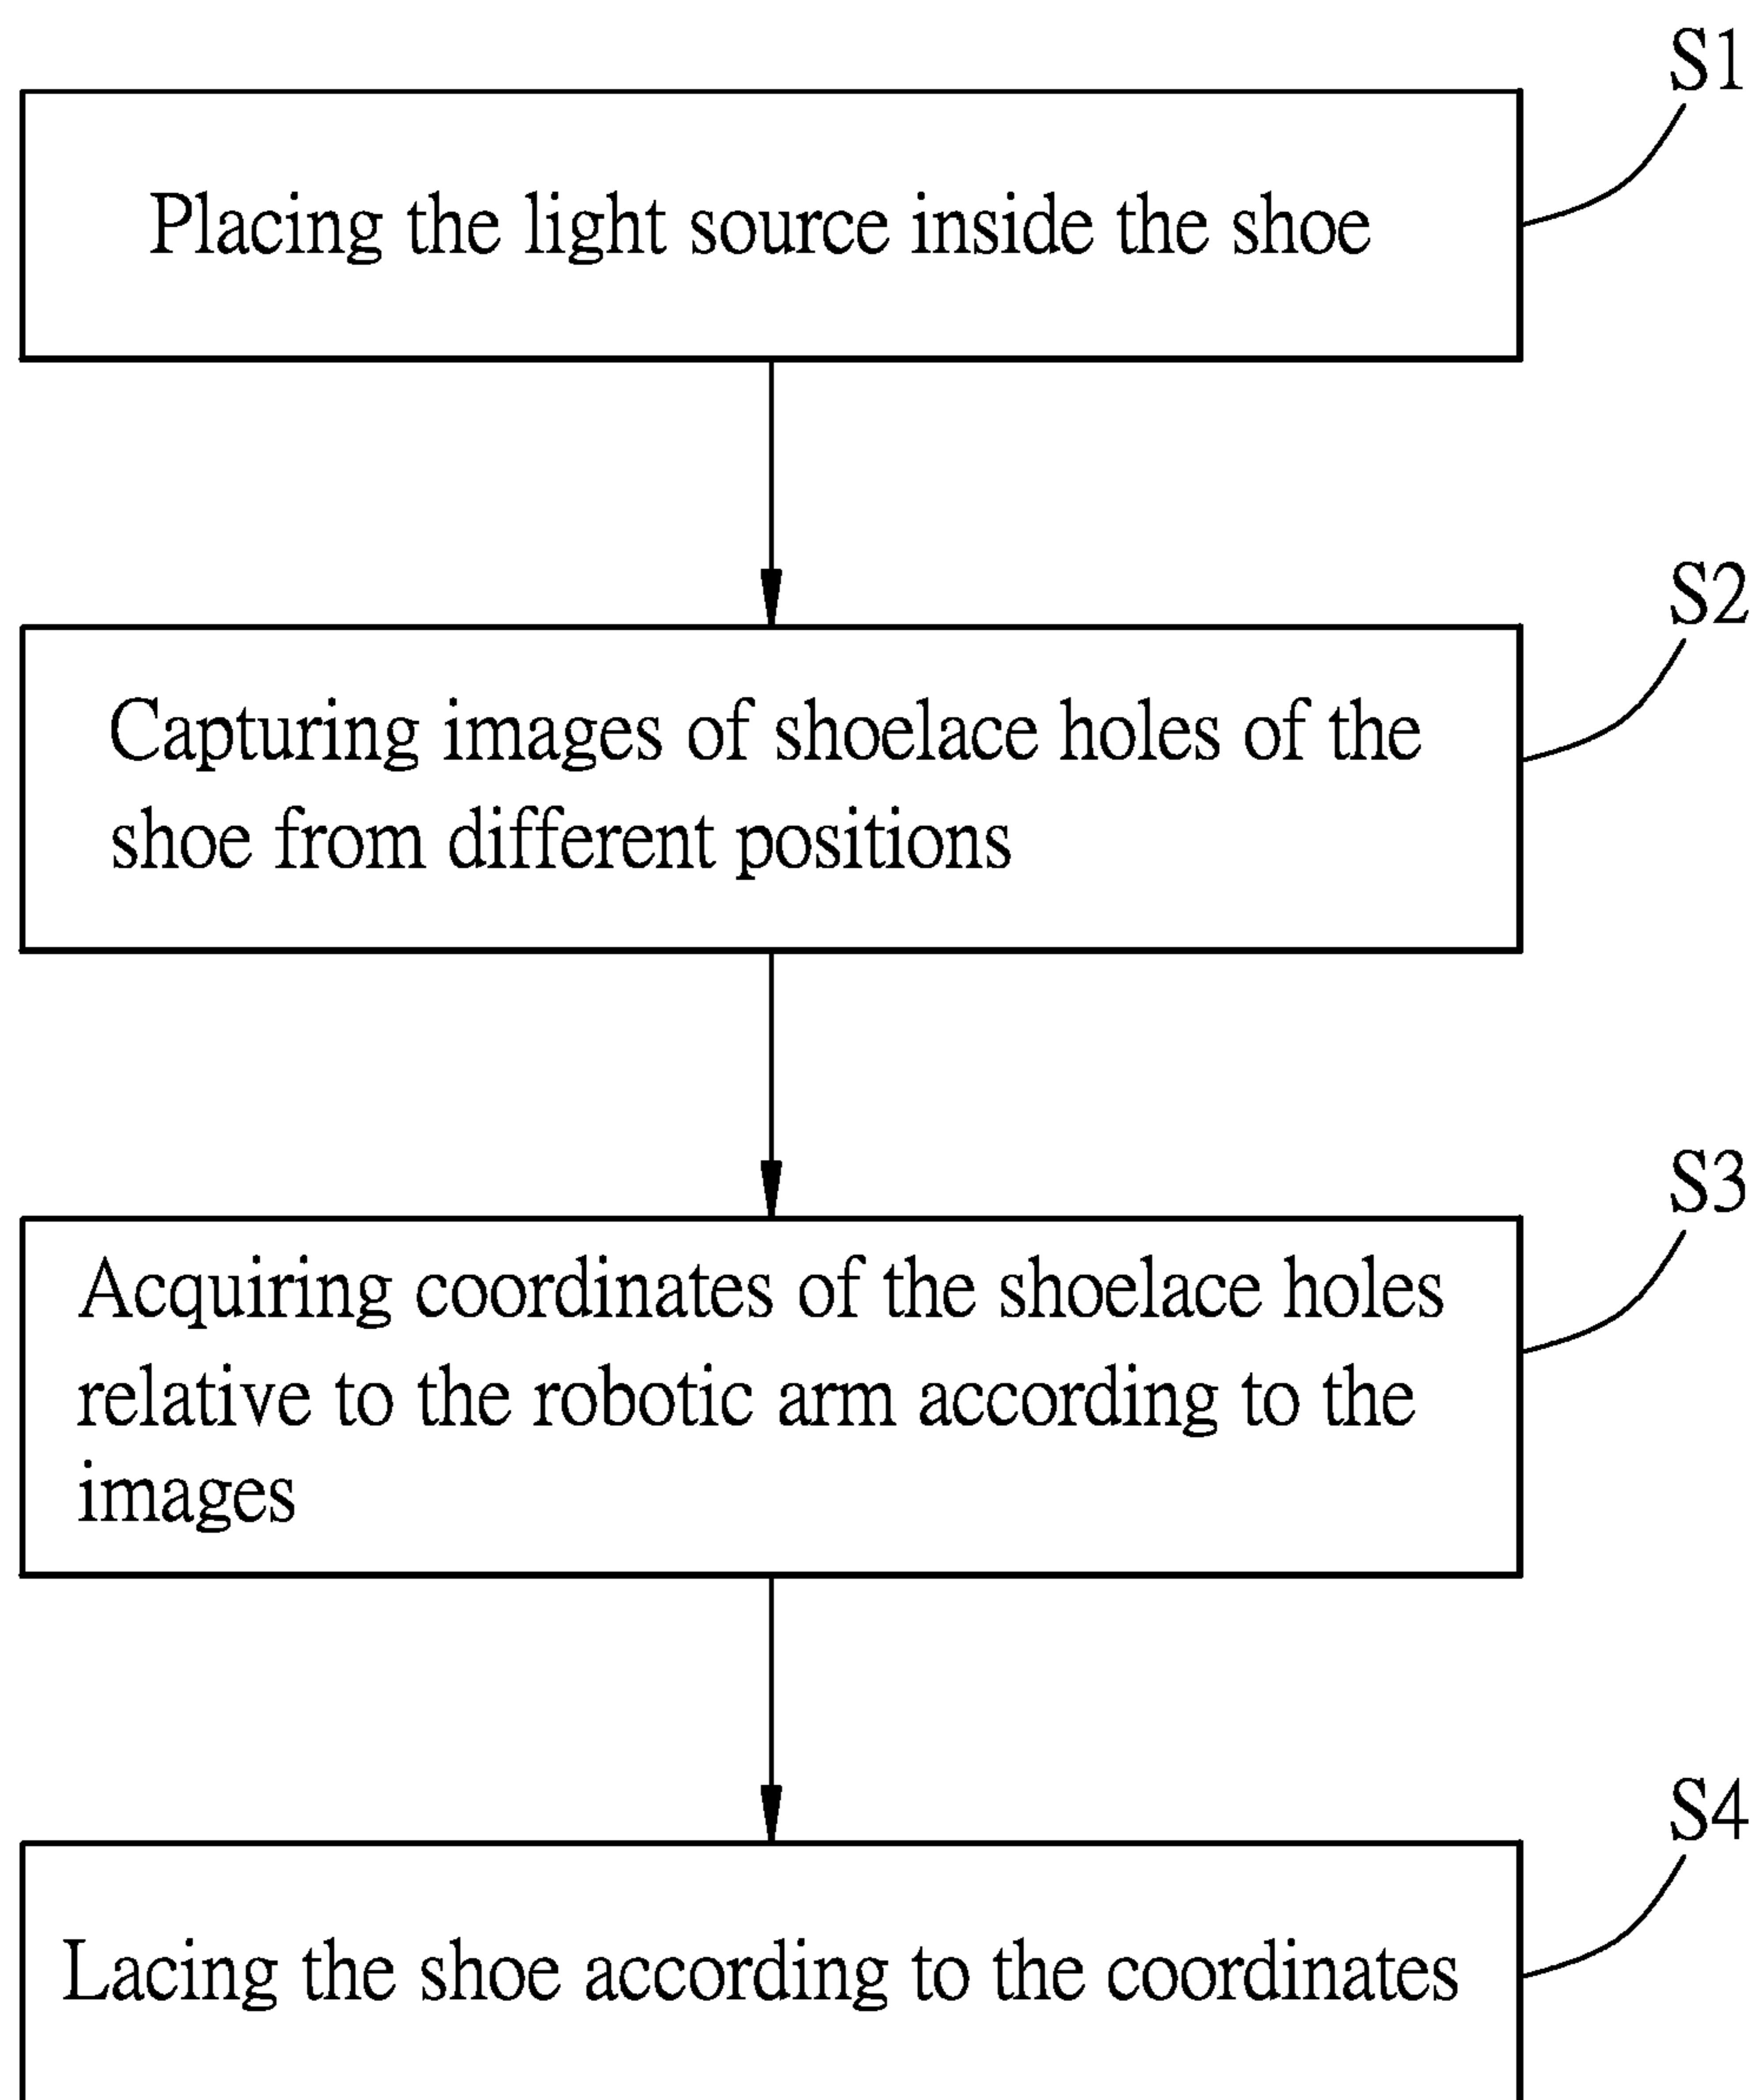 S1
Placing the light source inside the shoe
S2
Capturing images of shoelace holes of the
shoe from different positions
S3
Acquiring coordinates of the shoelace holes
relative to the robotic arm according to the
images
S4
Lacing the shoe according to the coordinates